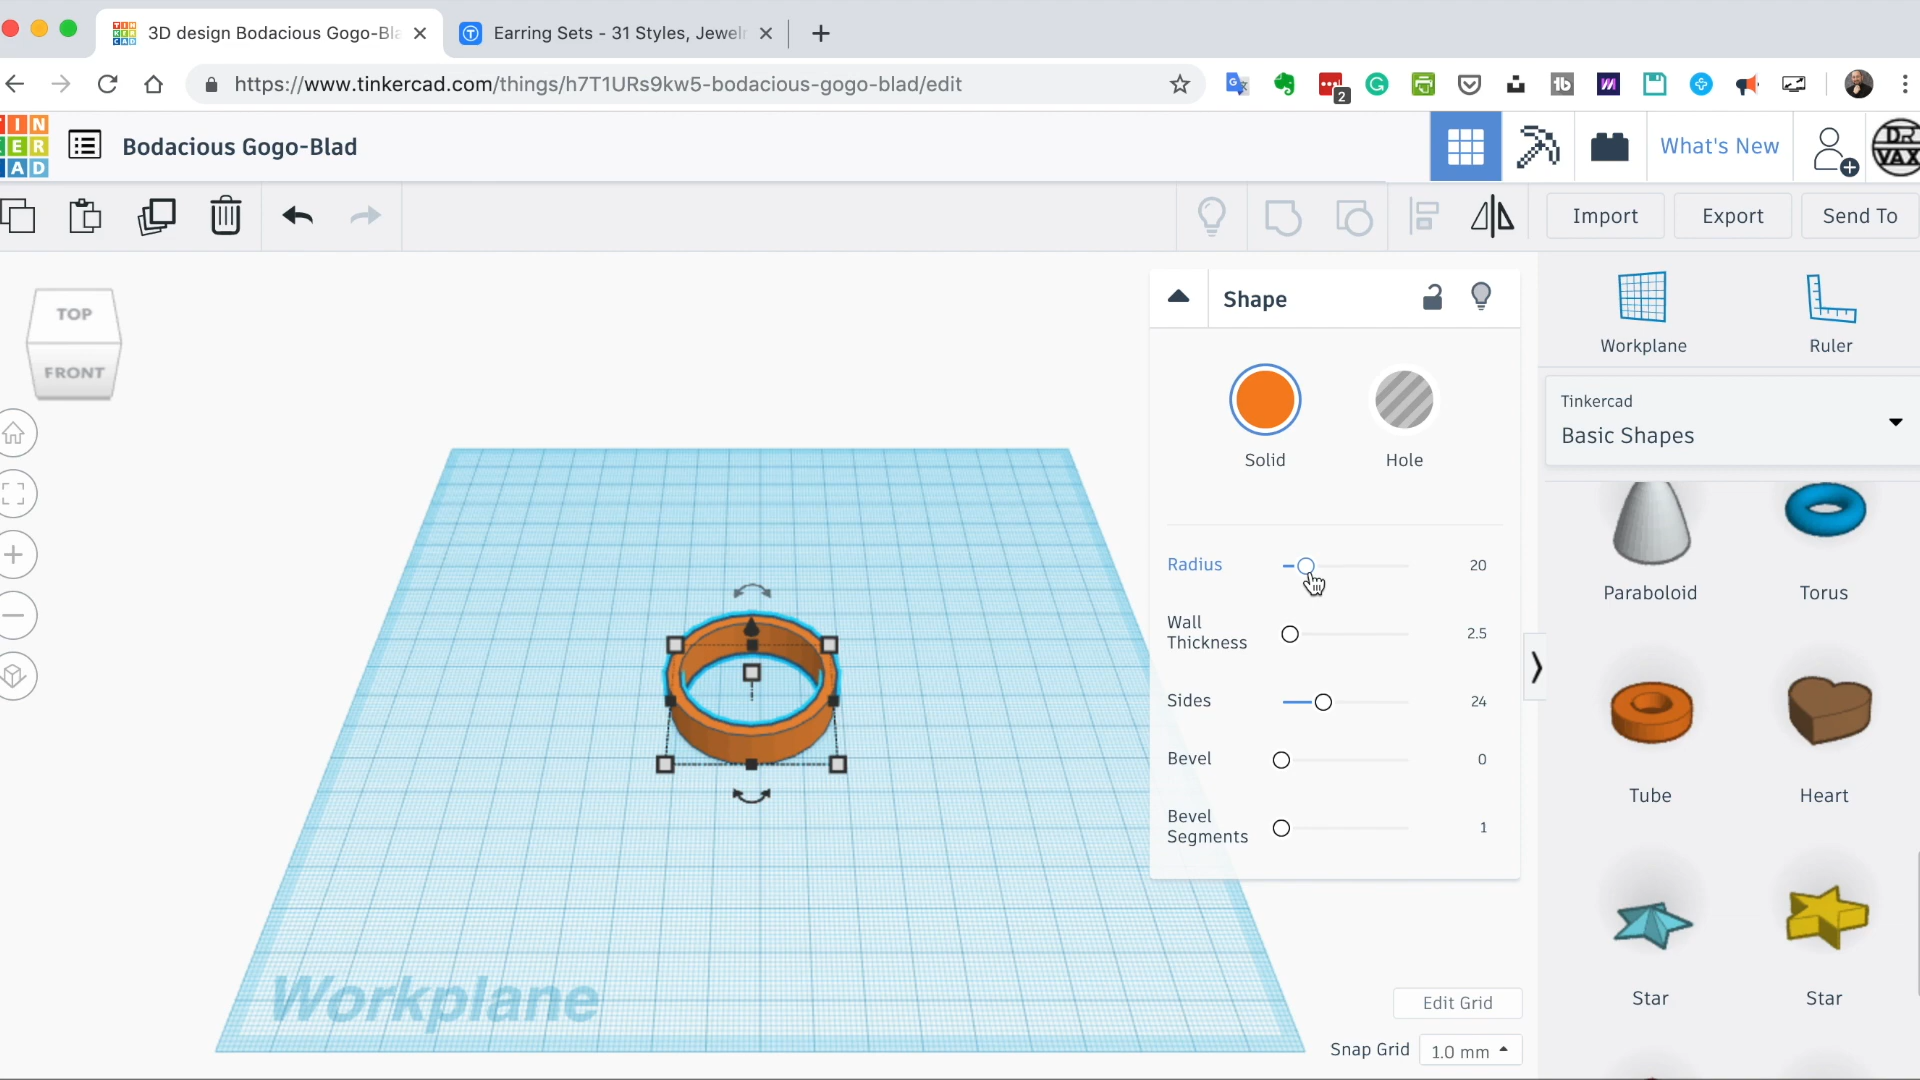 3D design Bodacious Gogo-Bla
Earring Sets - 31 Styles, Jewelr
https://www.tinkercad.com/things/h7T1URs9kw5-bodacious-gogo-blad/edit
2
TIN
KER
CAD
Bodacious Gogo-Blad
What's New
DR
VAX
Import
Export
Send To
TOP
FRONT
Shape
Solid
Hole
Radius
20
Wall
Thickness
2.5
Sides
24
Bevel
0
Bevel
Segments
1
Workplane
Ruler
Tinkercad
Basic Shapes
Paraboloid
Torus
Tube
Heart
Star
Star
Workplane
Edit Grid
Snap Grid
1.0 mm